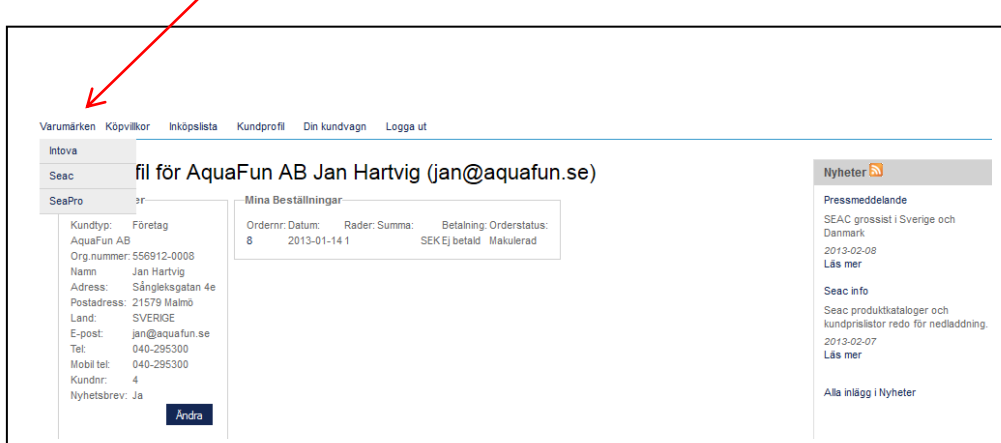 Varumärken Köpvillkor Inköpslista Kundprofil Din kundvagn Logga ut
Intova
Seac
SeaPro
fil för AquaFun AB Jan Hartvig (jan@aquafun.se)
er
Kundtyp: Företag
AquaFun AB
Org.nummer: 556912-0008
Namn Jan Hartvig
Adress: Sångleksgatan 4e
Postadress: 21579 Malmö
Land: SVERIGE
E-post: jan@aquafun.se
Tel: 040-295300
Mobil tel: 040-295300
Kundnr: 4
Nyhetsbrev: Ja
Ändra
Mina Beställningar
Ordernr: Datum: Rader: Summa: Betalning: Orderstatus:
8 2013-01-14 1 SEK Ej betald Makulerad
Nyheter
Pressmeddelande
SEAC grossist i Sverige och
Danmark
2013-02-08
Läs mer
Seac info
Seac produktkataloger och
kundprislistor redo för nedladdning.
2013-02-07
Läs mer
Alla inlägg i Nyheter